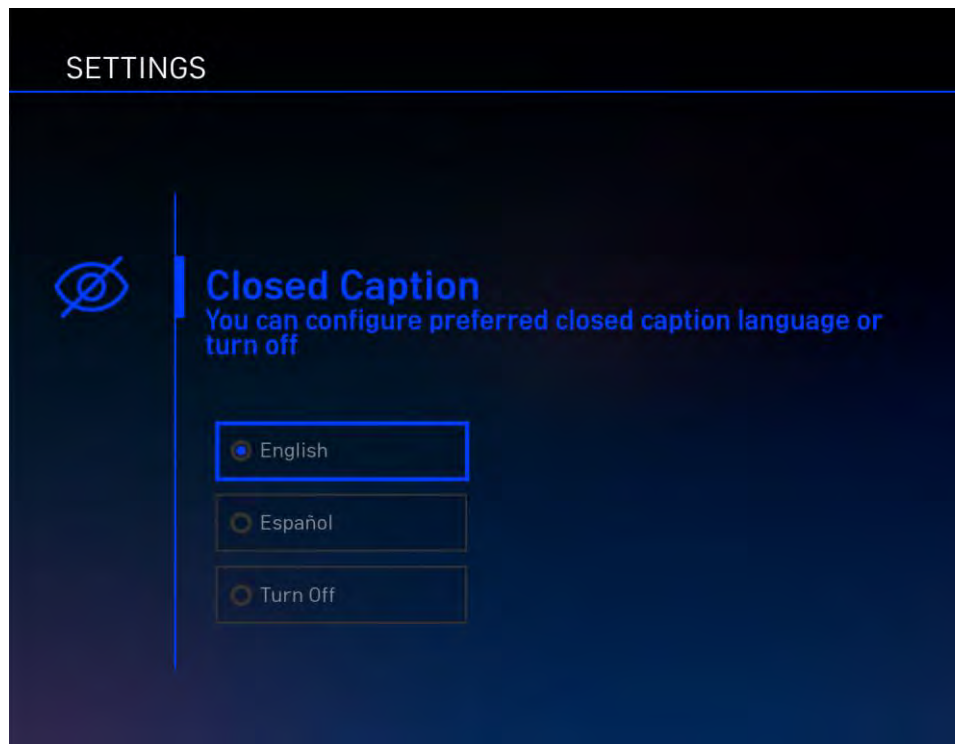 SETTINGS
Closed Caption
You can configure preferred closed caption language or
turn off
English
Español
Turn Off